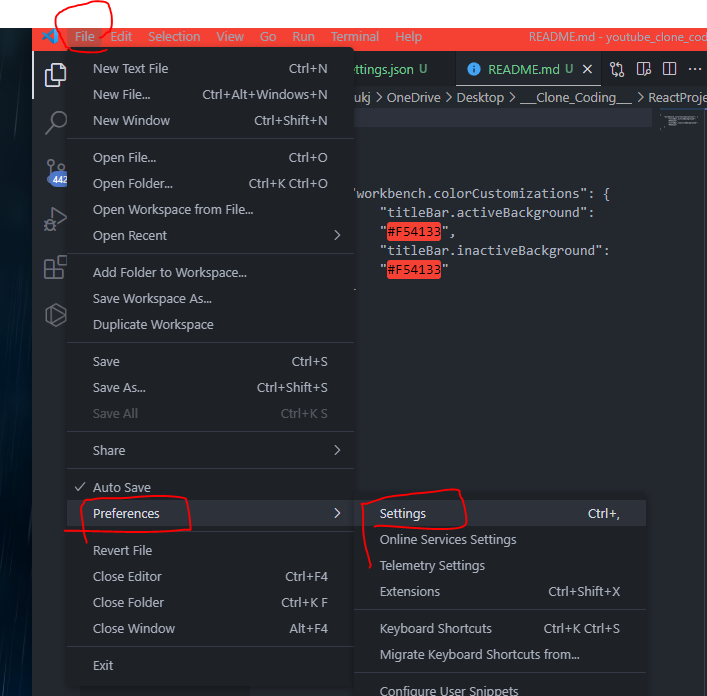 File Edit Selection View Go Run Terminal Help README.md - youtube_clone_cod
ettings.json U README.md U
ukj > OneDrive > Desktop > __Clone_Coding__ > ReactProje
New Text File Ctrl+N
New File... Ctrl+Alt+Windows+N
New Window Ctrl+Shift+N
Open File... Ctrl+O
Open Folder... Ctrl+K Ctrl+O
Open Workspace from File...
Open Recent
Add Folder to Workspace...
Save Workspace As...
Duplicate Workspace
Save Ctrl+S
Save As... Ctrl+Shift+S
Save All Ctrl+K S
Share
Auto Save
Preferences
Revert File
Close Editor Ctrl+F4
Close Folder Ctrl+K F
Close Window Alt+F4
Exit
442
workbench.colorCustomizations": {
"titleBar.activeBackground":
"#F54133",
"titleBar.inactiveBackground":
"#F54133"
Settings Ctrl+,
Online Services Settings
Telemetry Settings
Extensions Ctrl+Shift+X
Keyboard Shortcuts Ctrl+K Ctrl+S
Migrate Keyboard Shortcuts from...
Configure User Snippets